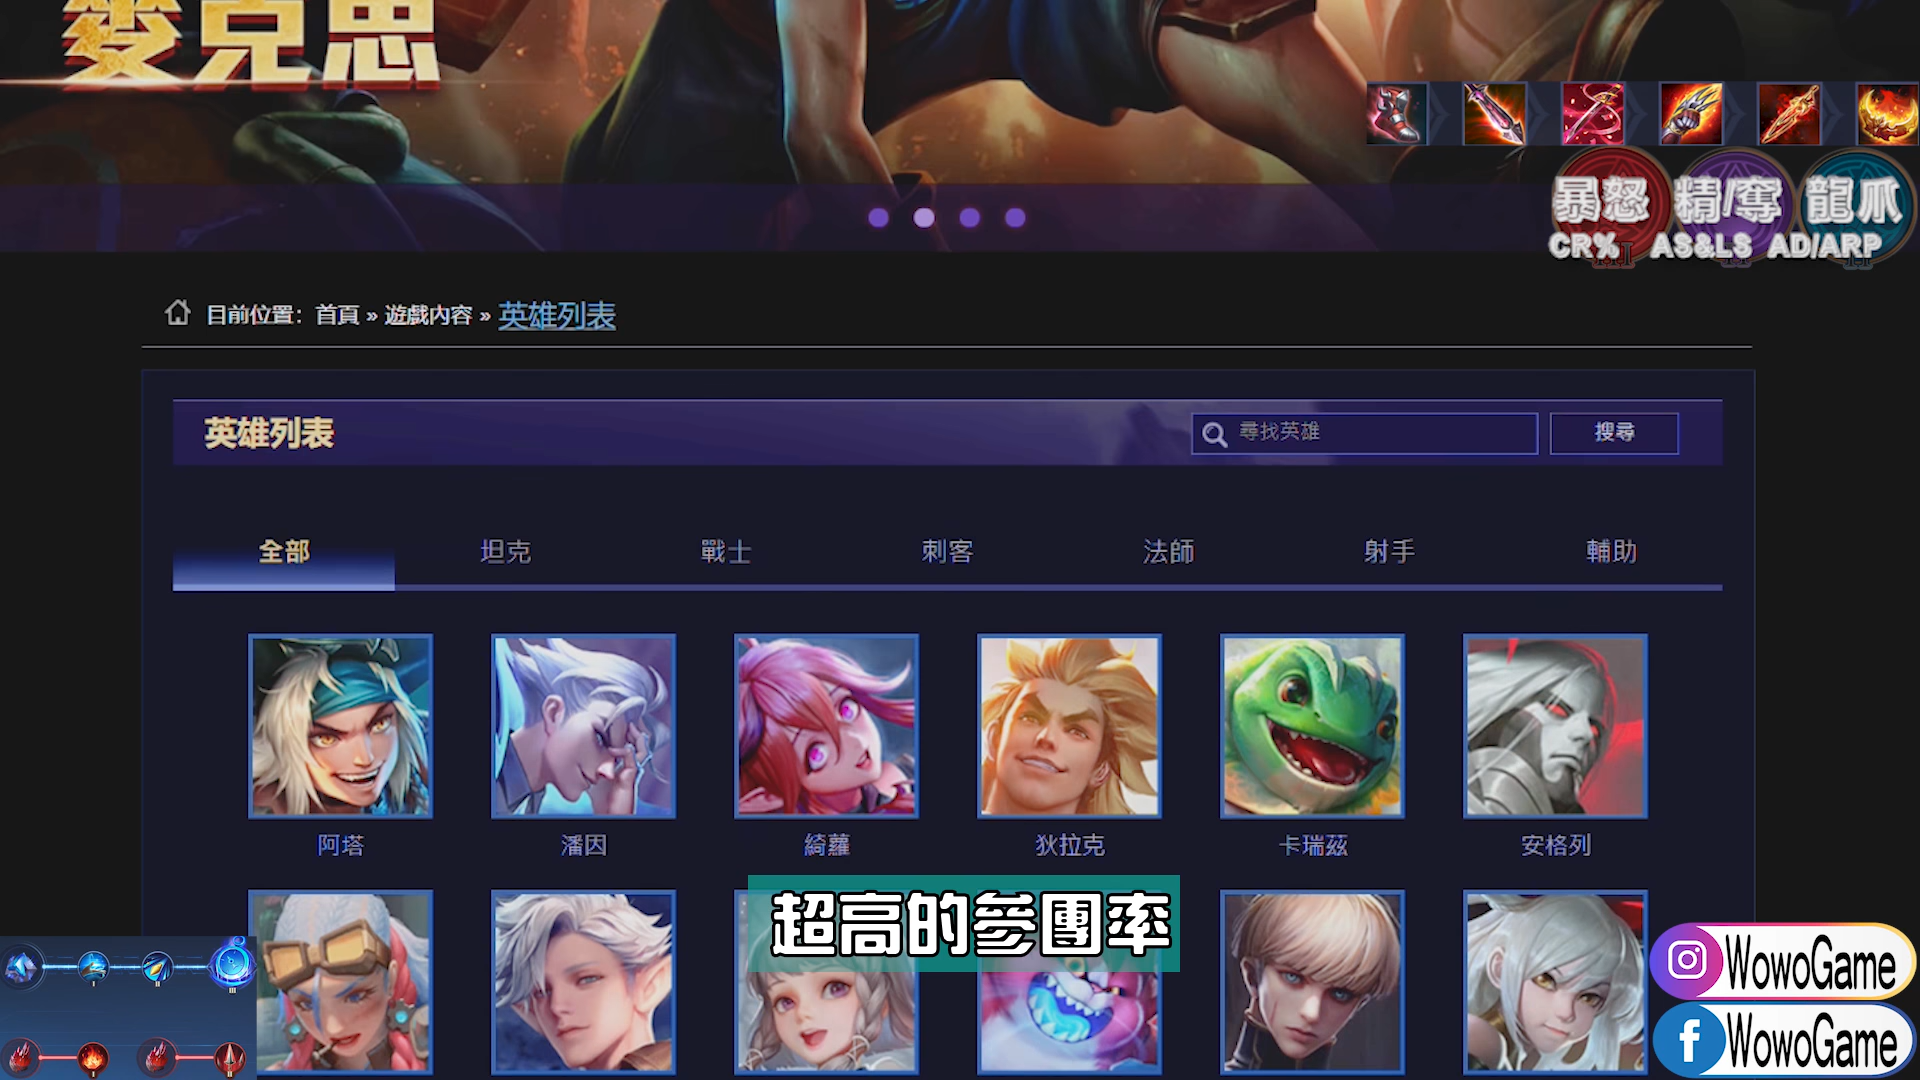 麥克思
暴怒 精/奪 龍爪
CR% AS&LS AD/ARP
目前位置：首頁 » 遊戲內容 » 英雄列表
英雄列表
尋找英雄
搜尋
全部 坦克 戰士 刺客 法師 射手 輔助
阿塔 潘因 綺蘿 狄拉克 卡瑞茲 安格列
超高的參團率
WowoGame
WowoGame